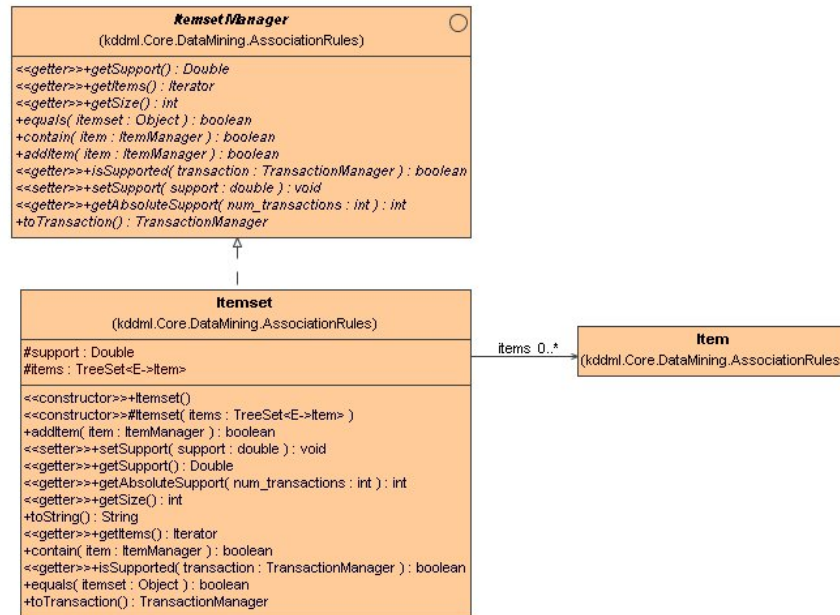 ItemsetManager
(kddml.Core.DataMining.AssociationRules)
<<getter>>+getSupport() : Double
<<getter>>+getItems() : Iterator
<<getter>>+getSize() : int
+equals( itemset : Object ) : boolean
+contain( item : ItemManager ) : boolean
+addItem( item : ItemManager ) : boolean
<<getter>>+isSupported( transaction : TransactionManager ) : boolean
<<setter>>+setSupport( support : double ) : void
<<getter>>+getAbsoluteSupport( num_transactions : int ) : int
+toTransaction() : TransactionManager
Itemset
(kddml.Core.DataMining.AssociationRules)
#support : Double
#items : TreeSet<E->Item>
<<constructor>>+Itemset()
<<constructor>>#Itemset( items : TreeSet<E->Item> )
+addItem( item : ItemManager ) : boolean
<<setter>>+setSupport( support : double ) : void
<<getter>>+getSupport() : Double
<<getter>>+getAbsoluteSupport( num_transactions : int ) : int
<<getter>>+getSize() : int
+toString() : String
<<getter>>+getItems() : Iterator
+contain( item : ItemManager ) : boolean
<<getter>>+isSupported( transaction : TransactionManager ) : boolean
+equals( itemset : Object ) : boolean
+toTransaction() : TransactionManager
items 0..*
Item
(kddml.Core.DataMining.AssociationRules